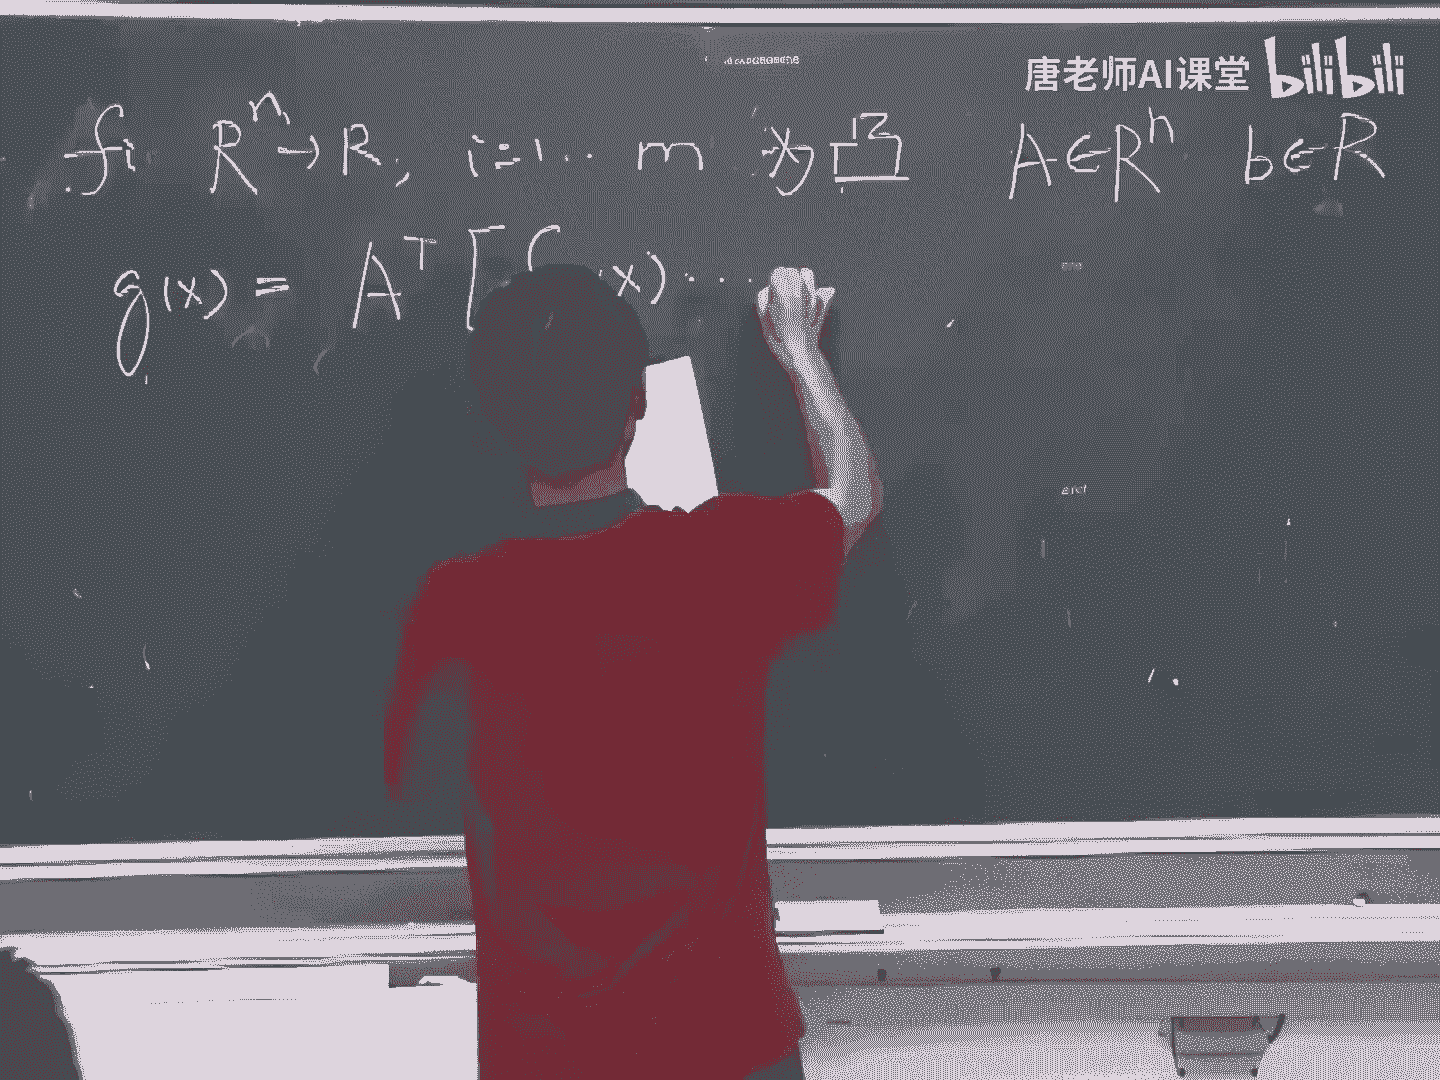 唐老师AI课堂 bilibili
fi R^n → R, i=1... m 为凸 A∈R^n b∈R
g(x) = A^T [ (x) ...